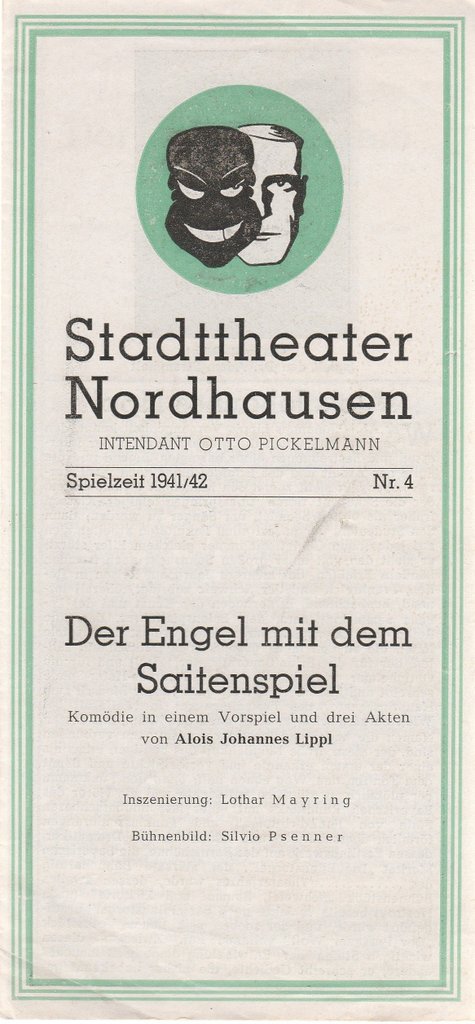 Stadttheater
Nordhausen
INTENDANT OTTO PICKELMANN
Spielzeit 1941/42 Nr. 4
Der Engel mit dem
Saitenspiel
Komödie in einem Vorspiel und drei Akten
von Alois Johannes Lippl
Inszenierung: Lothar Mayring
Bühnenbild: Silvio Psenner